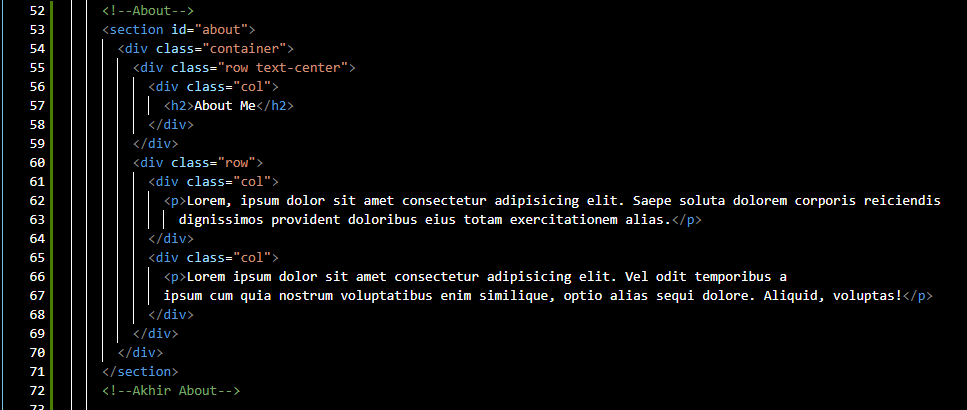 52 <!--About-->
53 <section id="about">
54 <div class="container">
55 <div class="row text-center">
56 <div class="col">
57 <h2>About Me</h2>
58 </div>
59 </div>
60 <div class="row">
61 <div class="col">
62 <p>Lorem, ipsum dolor sit amet consectetur adipisicing elit. Saepe soluta dolorem corporis reiciendis
63 dignissimos provident doloribus eius totam exercitationem alias.</p>
64 </div>
65 <div class="col">
66 <p>Lorem ipsum dolor sit amet consectetur adipisicing elit. Vel odit temporibus a
67 ipsum cum quia nostrum voluptatibus enim similique, optio alias sequi dolore. Aliquid, voluptas!</p>
68 </div>
69 </div>
70 </div>
71 </section>
72 <!--Akhir About-->
73